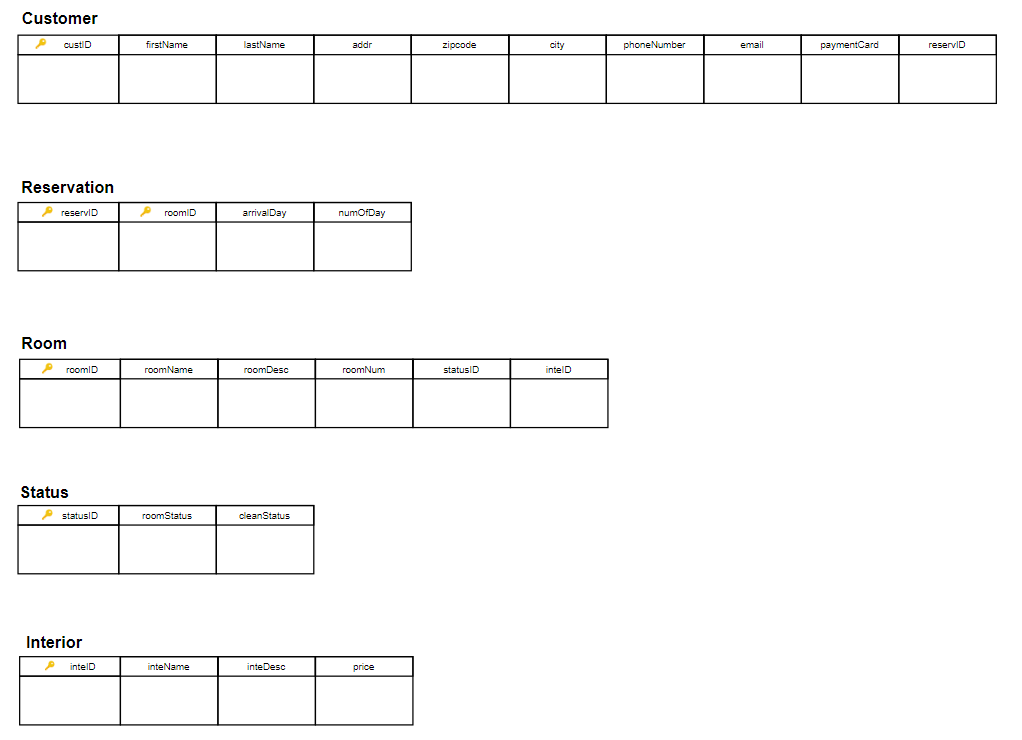 Customer
custID firstName lastName addr zipcode city phoneNumber email paymentCard reservID
Reservation
reservID roomID arrivalDay numOfDay
Room
roomID roomName roomDesc roomNum statusID inteID
Status
statusID roomStatus cleanStatus
Interior
inteID inteName inteDesc price